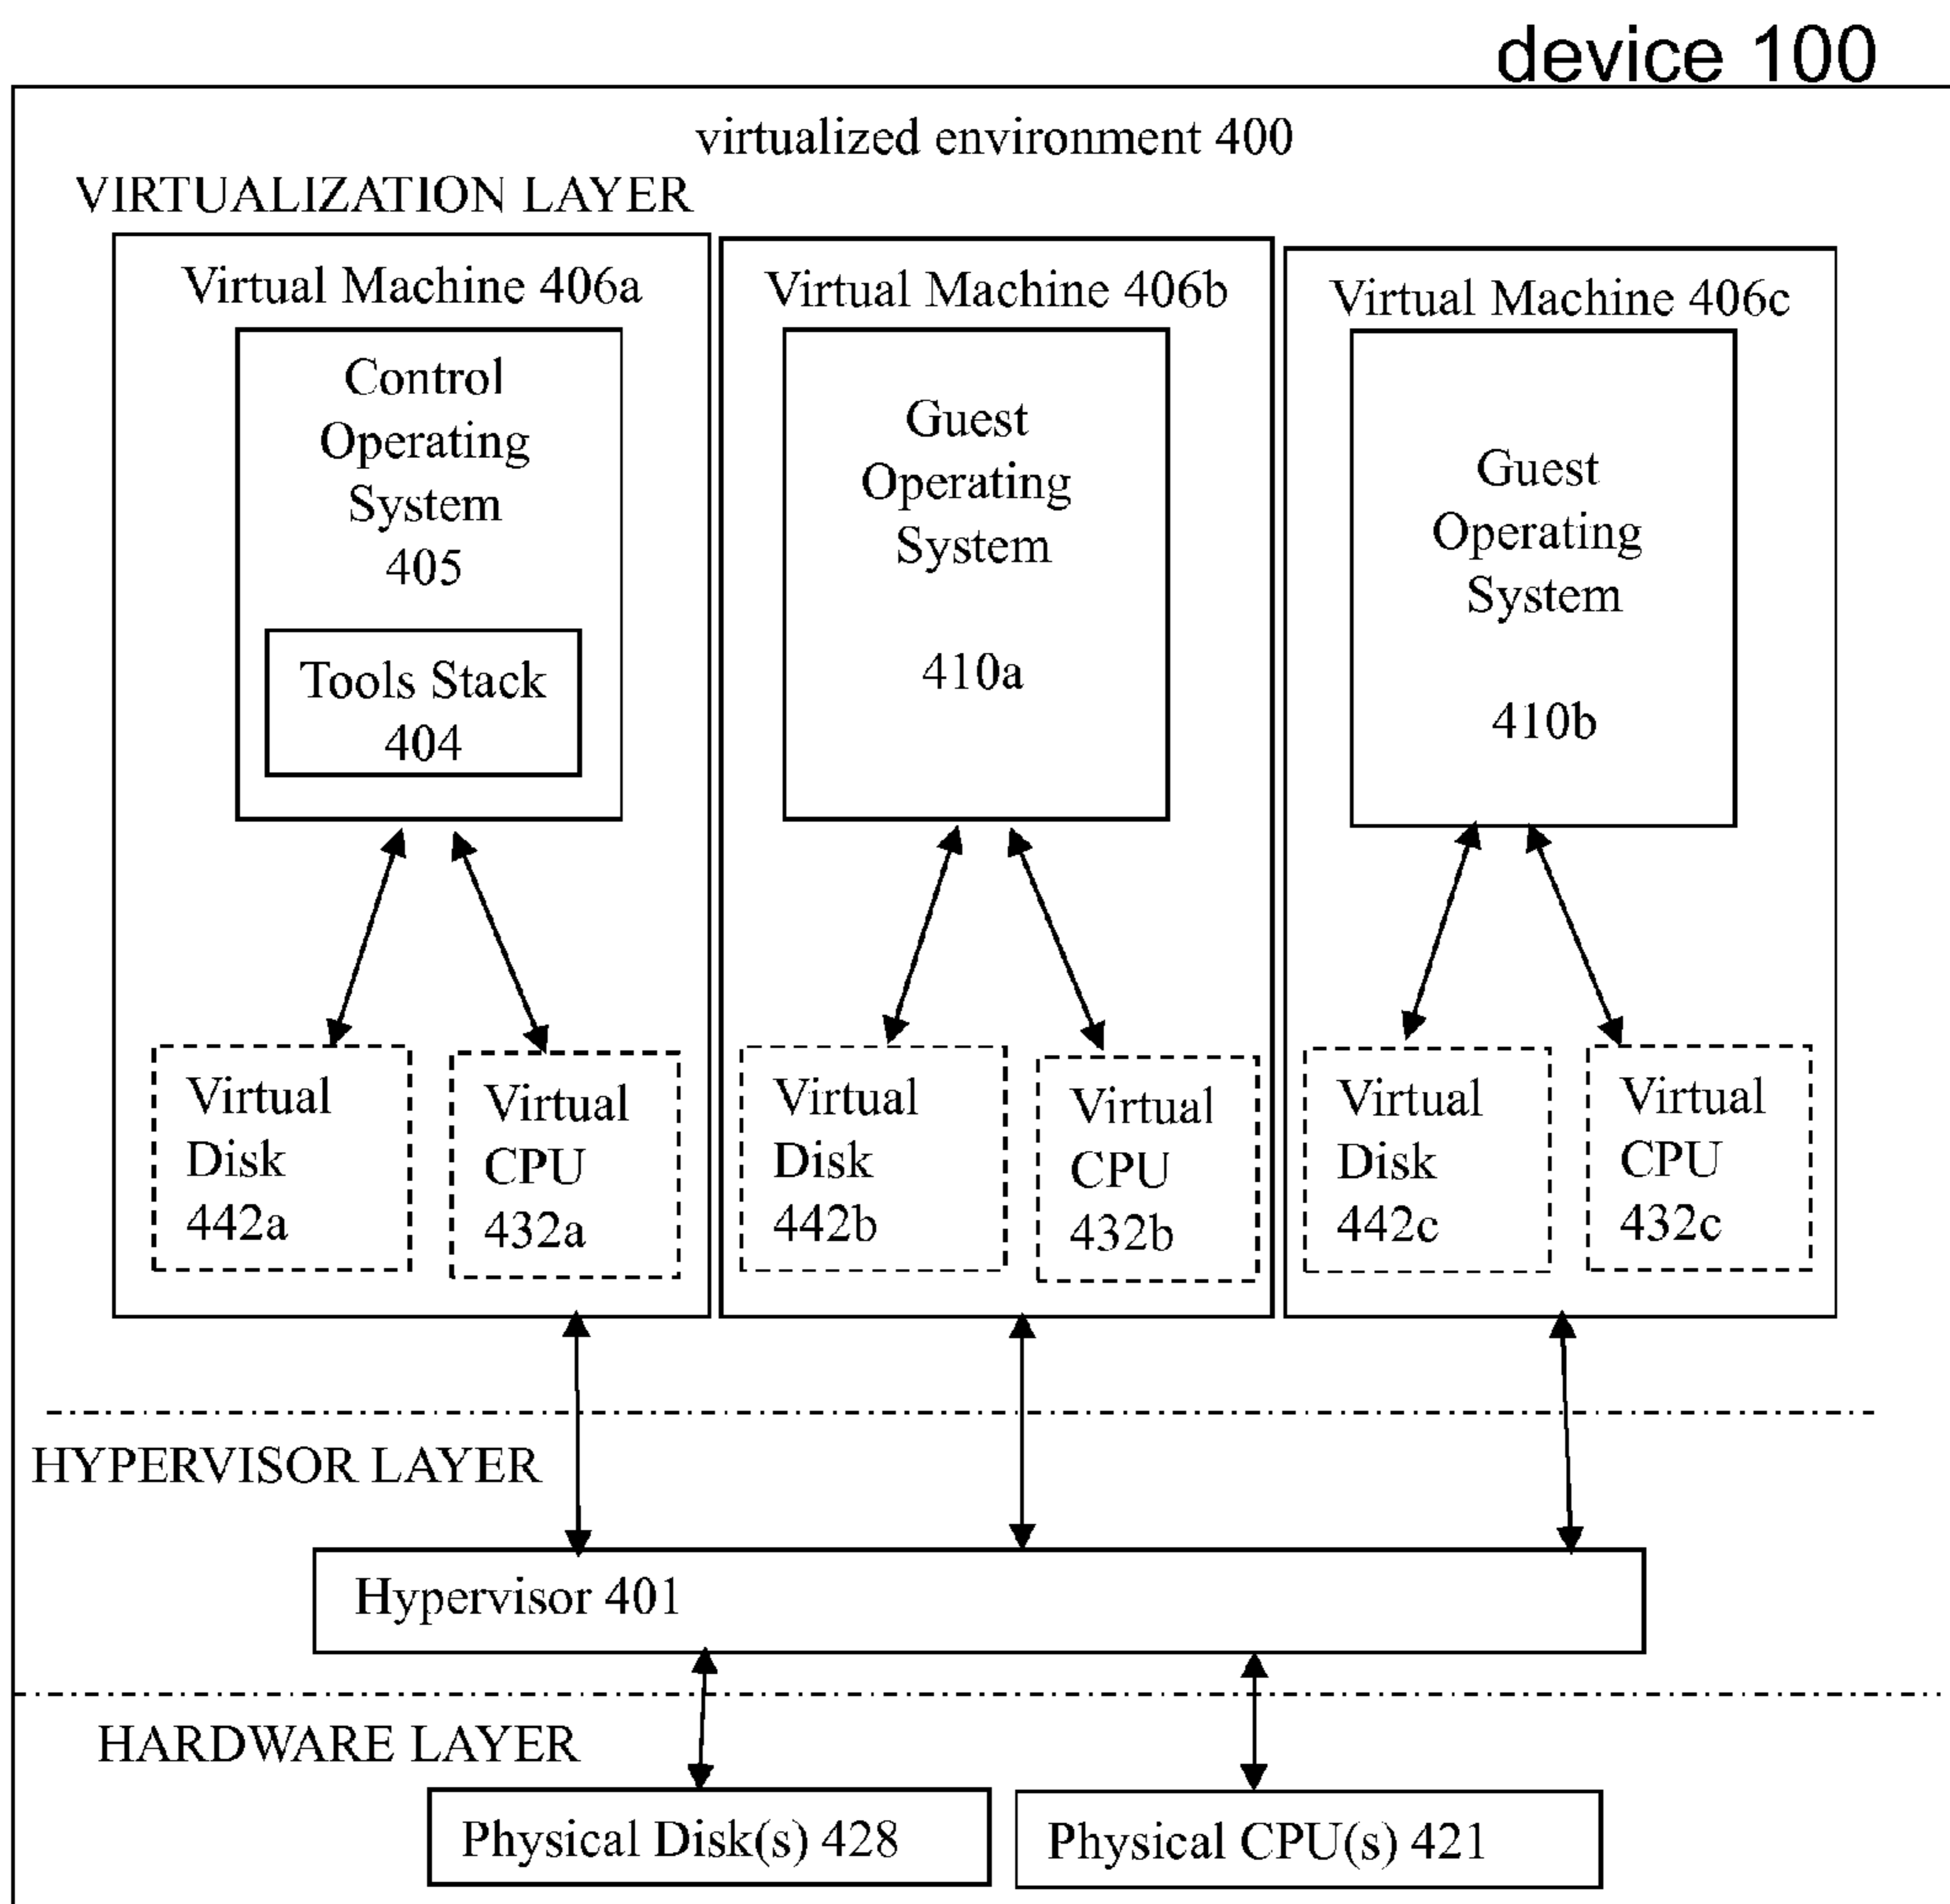 device 100
virtualized environment 400
VIRTUALIZATION LAYER
Virtual Machine 406a
Control
Operating
System
405
Tools Stack
404
Virtual
Disk
442a
Virtual
CPU
432a
Virtual Machine 406b
Guest
Operating
System
410a
Virtual
Disk
442b
Virtual
CPU
432b
Virtual Machine 406c
Guest
Operating
System
410b
Virtual
Disk
442c
Virtual
CPU
432c
HYPERVISOR LAYER
Hypervisor 401
HARDWARE LAYER
Physical Disk(s) 428
Physical CPU(s) 421